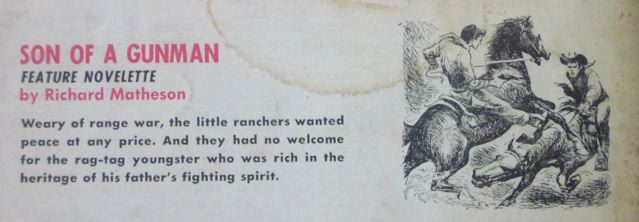 SON OF A GUNMAN
FEATURE NOVELETTE
by Richard Matheson
Weary of range war, the little ranchers wanted
peace at any price. And they had no welcome
for the rag-tag youngster who was rich in the
heritage of his father's fighting spirit.